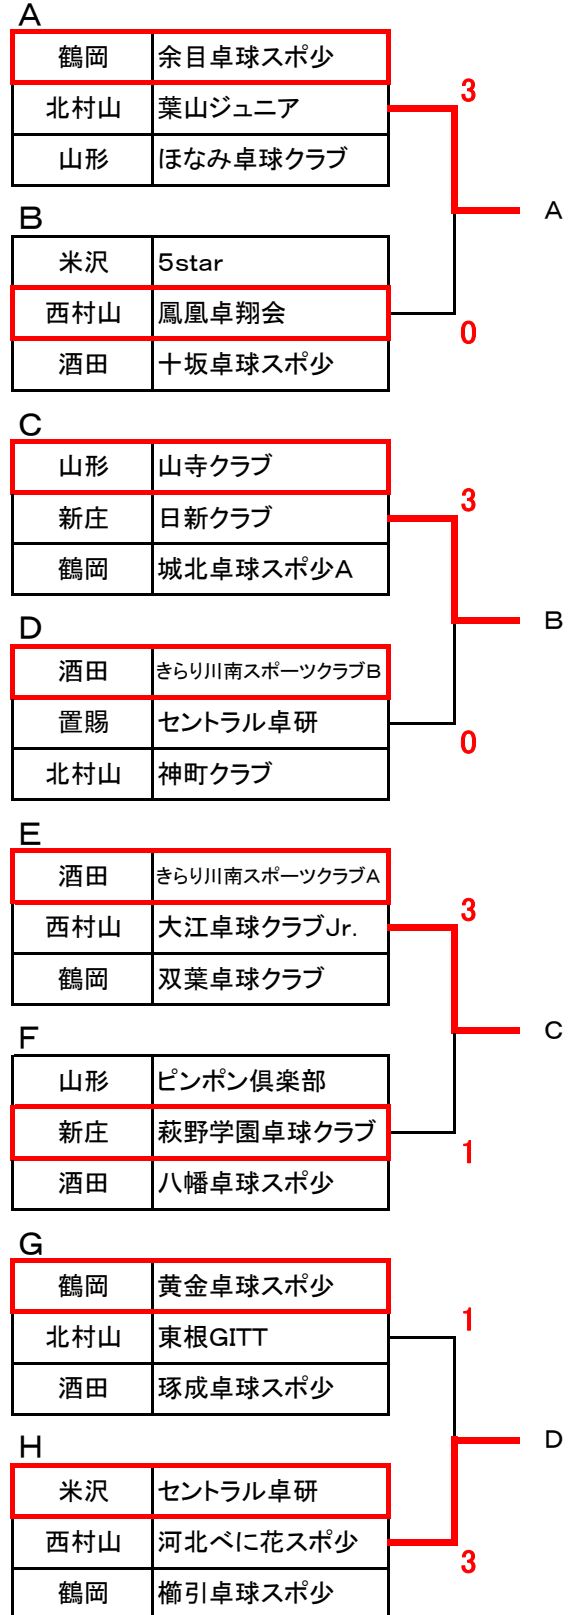 A
鶴岡 余目卓球スポ少
3
北村山 葉山ジュニア
山形 ほなみ卓球クラブ
A
B
米沢 5star
西村山 鳳凰卓翔会
0
酒田 十坂卓球スポ少
C
山形 山寺クラブ
3
新庄 日新クラブ
鶴岡 城北卓球スポ少A
B
D
酒田 きらり川南スポーツクラブB
置賜 セントラル卓研
0
北村山 神町クラブ
E
酒田 きらり川南スポーツクラブA
3
西村山 大江卓球クラブJr.
鶴岡 双葉卓球クラブ
C
F
山形 ピンポン倶楽部
新庄 萩野学園卓球クラブ
1
酒田 八幡卓球スポ少
G
鶴岡 黄金卓球スポ少
1
北村山 東根GITT
酒田 琢成卓球スポ少
D
H
米沢 セントラル卓研
西村山 河北べに花スポ少
3
鶴岡 櫛引卓球スポ少